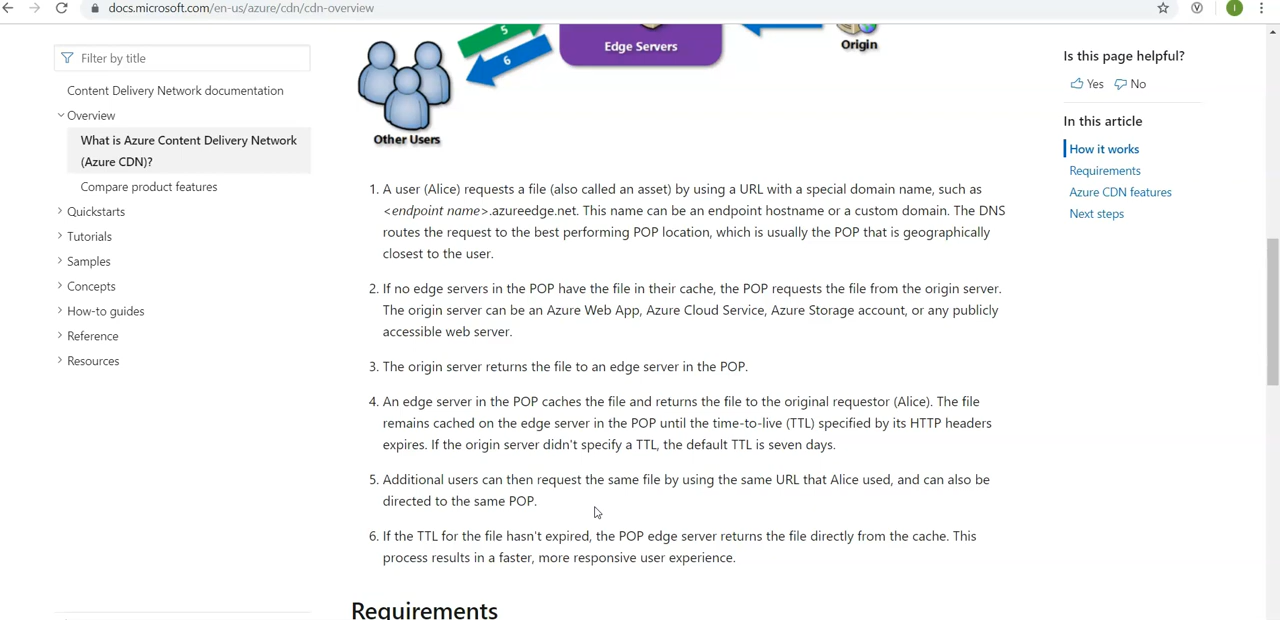 docs.microsoft.com/en-us/azure/cdn/cdn-overview
V
I
Filter by title
Content Delivery Network documentation
Overview
What is Azure Content Delivery Network
(Azure CDN)?
Compare product features
Quickstarts
Tutorials
Samples
Concepts
How-to guides
Reference
Resources
5
6
Edge Servers
Origin
Other Users
1. A user (Alice) requests a file (also called an asset) by using a URL with a special domain name, such as
<endpoint name>.azureedge.net. This name can be an endpoint hostname or a custom domain. The DNS
routes the request to the best performing POP location, which is usually the POP that is geographically
closest to the user.
2. If no edge servers in the POP have the file in their cache, the POP requests the file from the origin server.
The origin server can be an Azure Web App, Azure Cloud Service, Azure Storage account, or any publicly
accessible web server.
3. The origin server returns the file to an edge server in the POP.
4. An edge server in the POP caches the file and returns the file to the original requestor (Alice). The file
remains cached on the edge server in the POP until the time-to-live (TTL) specified by its HTTP headers
expires. If the origin server didn't specify a TTL, the default TTL is seven days.
5. Additional users can then request the same file by using the same URL that Alice used, and can also be
directed to the same POP.
6. If the TTL for the file hasn't expired, the POP edge server returns the file directly from the cache. This
process results in a faster, more responsive user experience.
Requirements
Is this page helpful?
Yes No
In this article
How it works
Requirements
Azure CDN features
Next steps